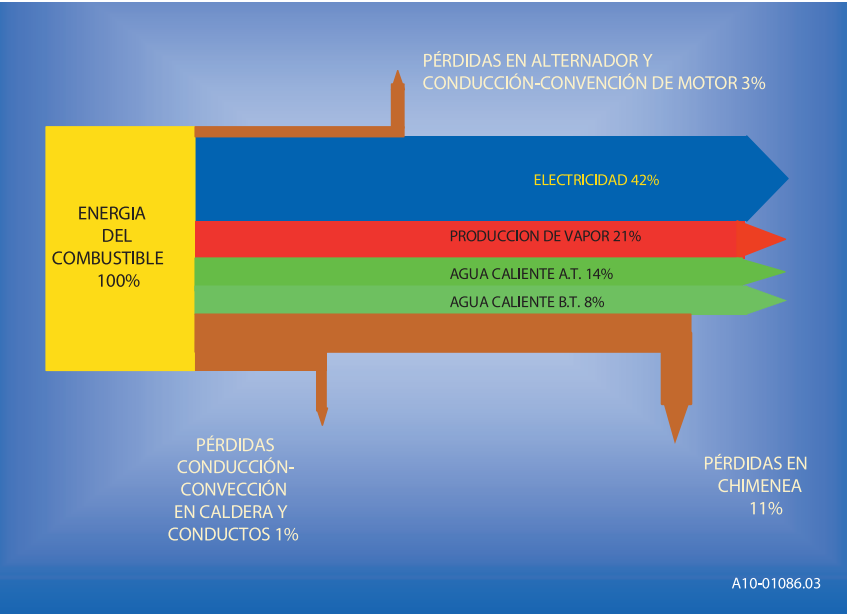 PÉRDIDAS EN ALTERNADOR Y
CONDUCCIÓN-CONVENCIÓN DE MOTOR 3%
ELECTRICIDAD 42%
ENERGIA
DEL
COMBUSTIBLE
100%
PRODUCCION DE VAPOR 21%
AGUA CALIENTE A.T. 14%
AGUA CALIENTE B.T. 8%
PÉRDIDAS
CONDUCCIÓN-
CONVECCIÓN
EN CALDERA Y
CONDUCTOS 1%
PÉRDIDAS EN
CHIMENEA
11%
A10-01086.03